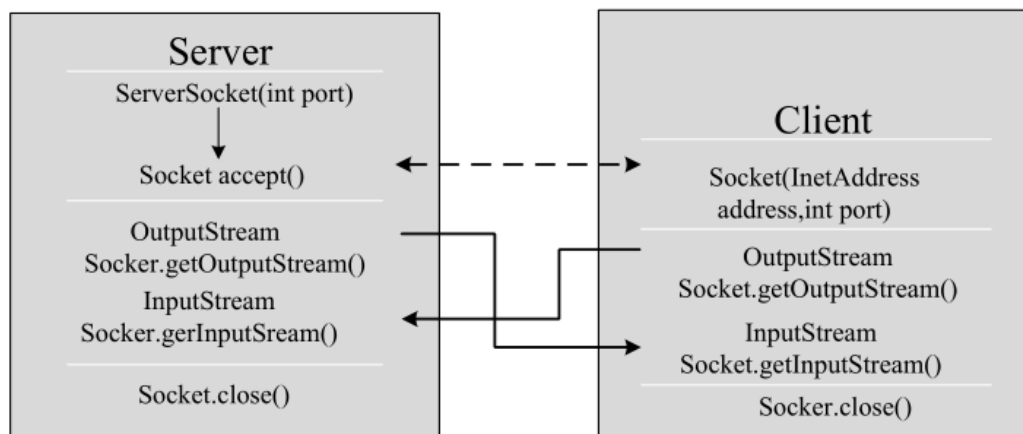 Server
ServerSocket(int port)
Socket accept()
OutputStream
Socker.getOutputStream()
InputStream
Socker.gerInputSream()
Socket.close()
Client
Socket(InetAddress
address,int port)
OutputStream
Socket.getOutputStream()
InputStream
Socket.getInputStream()
Socker.close()